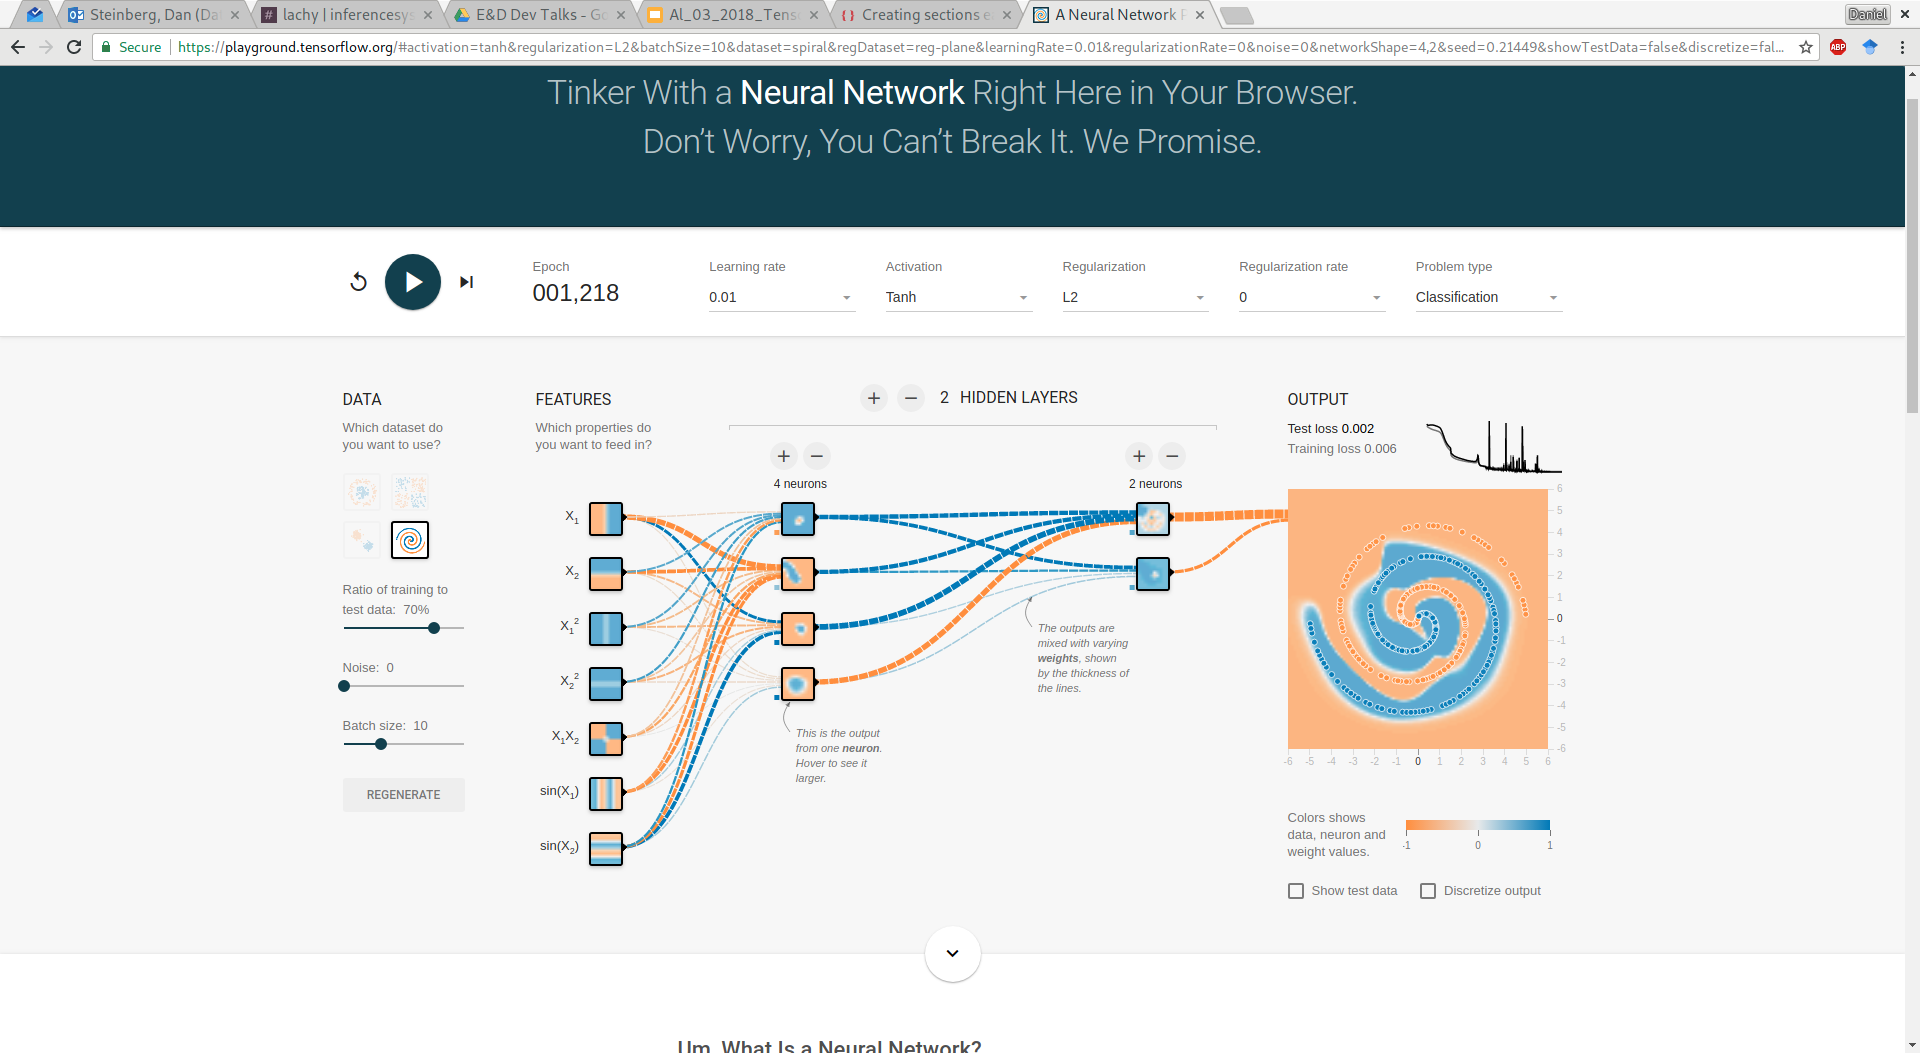 Steinberg, Dan (Da
lachy | inferencesys
E&D Dev Talks - Go
AI_03_2018_Tens
Creating sections e
A Neural Network P
Daniel
Secure
https://playground.tensorflow.org/#activation=tanh&regularization=L2&batchSize=10&dataset=spiral&regDataset=reg-plane&learningRate=0.01&regularizationRate=0&noise=0&networkShape=4,2&seed=0.21449&showTestData=false&discretize=fal...
ABP
Tinker With a Neural Network Right Here in Your Browser.
Don't Worry, You Can't Break It. We Promise.
Epoch
001,218
Learning rate
0.01
Activation
Tanh
Regularization
L2
Regularization rate
0
Problem type
Classification
DATA
Which dataset do
you want to use?
Ratio of training to
test data: 70%
Noise: 0
Batch size: 10
REGENERATE
FEATURES
Which properties do
you want to feed in?
X1
X2
X1²
X2²
X1X2
sin(X1)
sin(X2)
+ − 2 HIDDEN LAYERS
+ −
4 neurons
+ −
2 neurons
This is the output
from one neuron.
Hover to see it
larger.
The outputs are
mixed with varying
weights, shown
by the thickness of
the lines.
OUTPUT
Test loss 0.002
Training loss 0.006
6
5
4
3
2
1
0
-1
-2
-3
-4
-5
-6
-6 -5 -4 -3 -2 -1 0 1 2 3 4 5 6
Colors shows
data, neuron and
weight values.
-1 0 1
Show test data
Discretize output
Um, What Is a Neural Network?